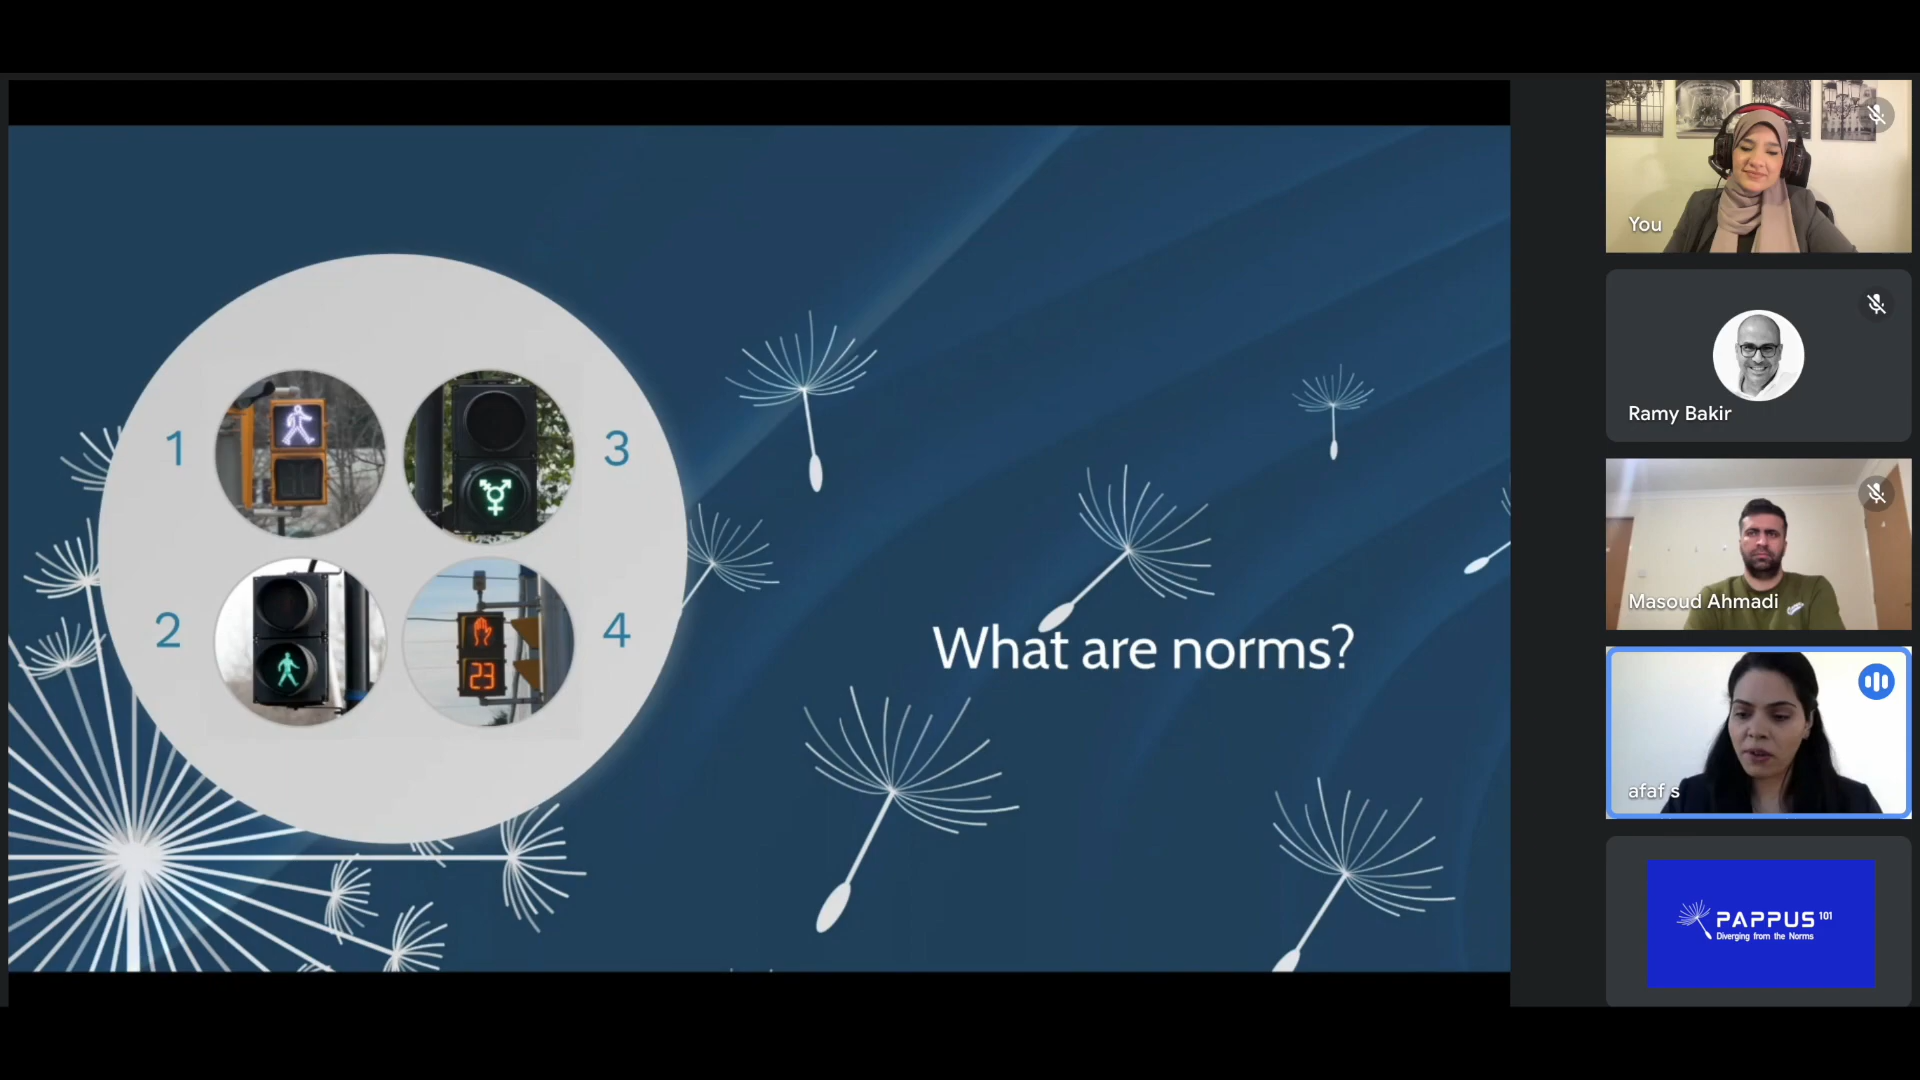 1
3
2
4
23
What are norms?
You
Ramy Bakir
Masoud Ahmadi
afaf s
PAPPUS 101
Diverging from the Norms